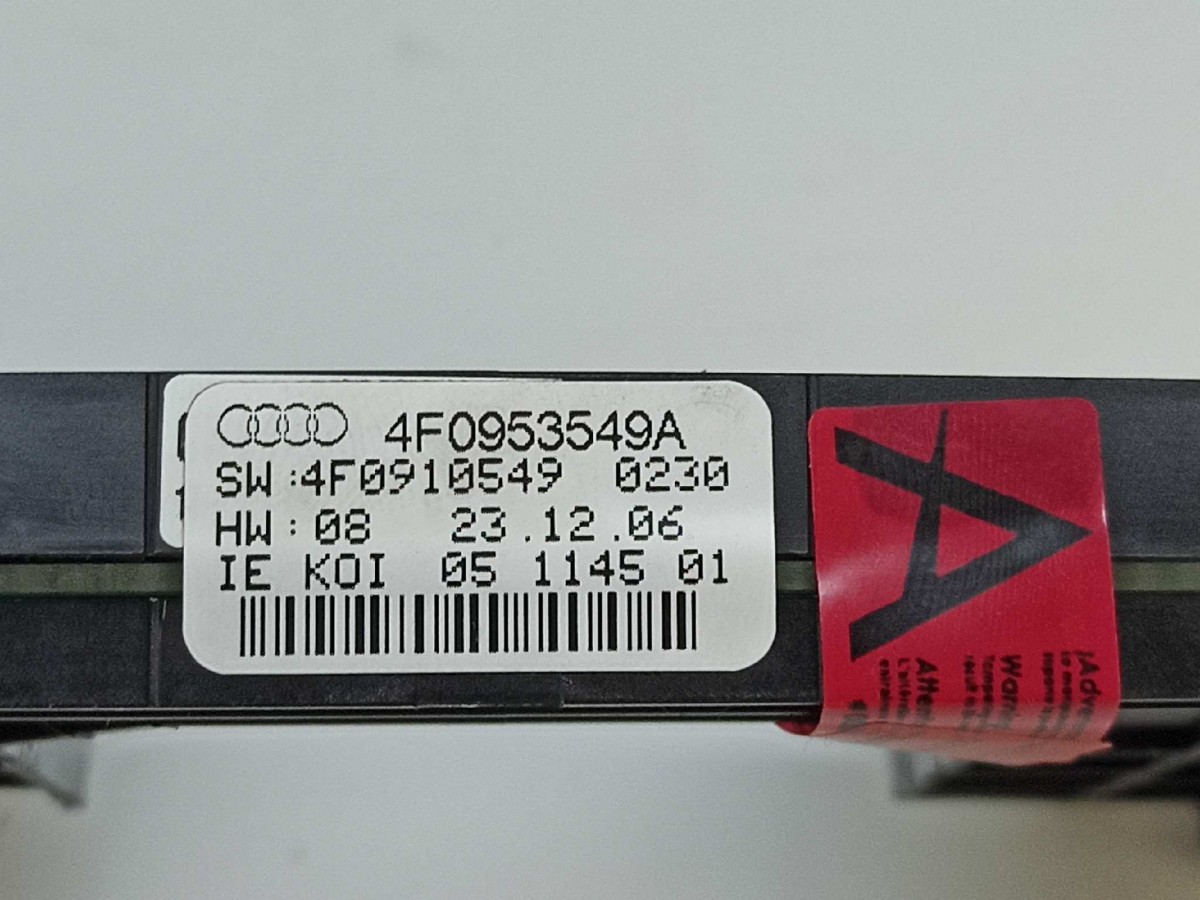 4F0953549A
SW:4F0910549 0230
HW:08 23.12.06
IE KOI 05 1145 01
A